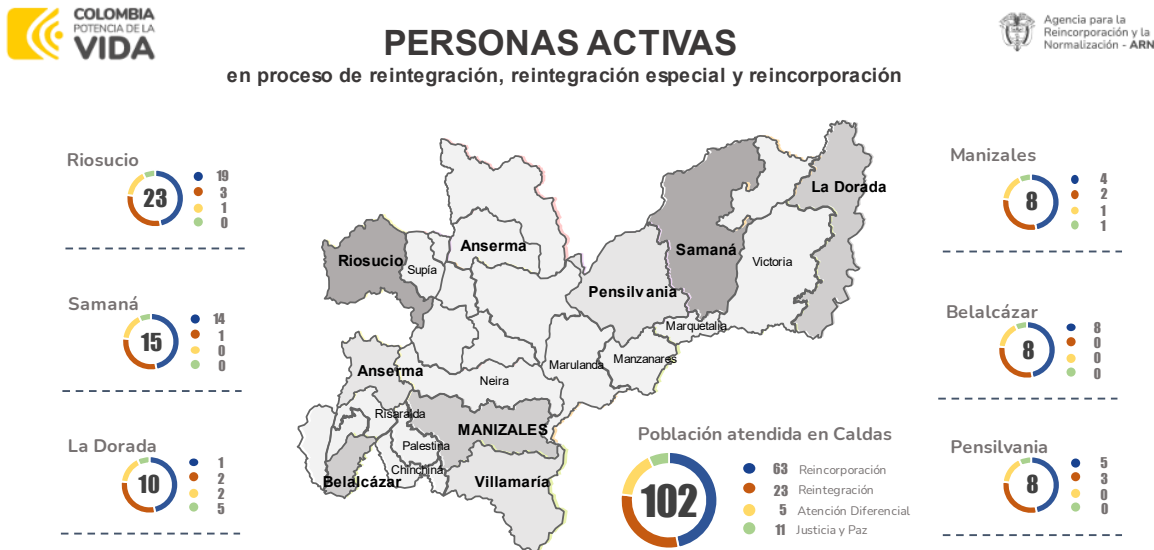 COLOMBIA
POTENCIA DE LA
VIDA
PERSONAS ACTIVAS
en proceso de reintegración, reintegración especial y reincorporación
Agencia para la
Reincorporación y la
Normalización - ARN
Riosucio
23
19
3
1
0
Samaná
15
14
1
0
0
La Dorada
10
1
2
2
5
La Dorada
Anserma
Samaná
Riosucio
Supía
Victoria
Pensilvania
Marquetalia
Manzanares
Marulanda
Anserma
Neira
Risaralda
MANIZALES
Palestina
Chinchiná
Belalcázar
Villamaría
Población atendida en Caldas
102
63 Reincorporación
23 Reintegración
5 Atención Diferencial
11 Justicia y Paz
Manizales
8
4
2
1
1
Belalcázar
8
8
0
0
0
Pensilvania
8
5
3
0
0